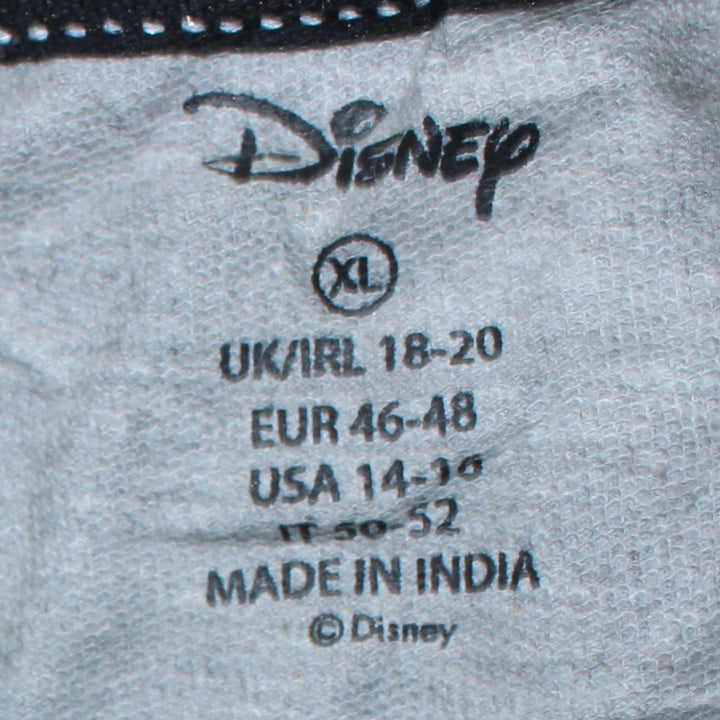 Disney
XL
UK/IRL 18-20
EUR 46-48
USA 14-16
IT 50-52
MADE IN INDIA
©Disney